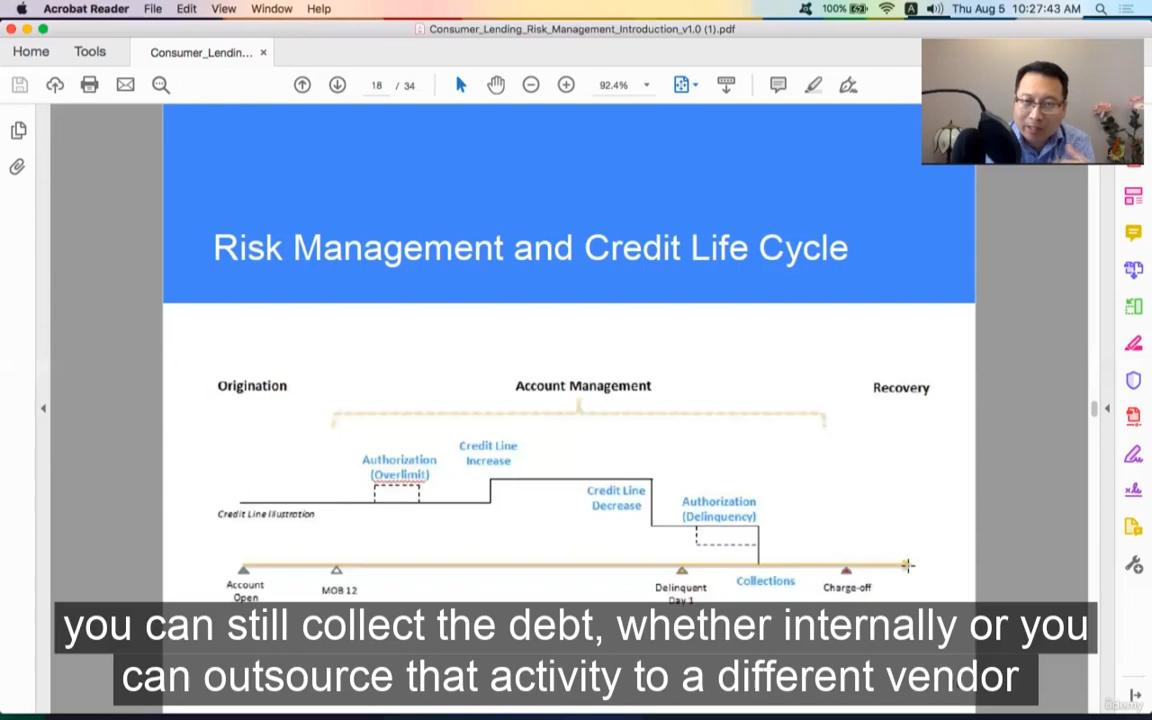 Acrobat Reader File Edit View Window Help 100% A Thu Aug 5 10:27:43 AM
Consumer_Lending_Risk_Management_Introduction_v1.0 (1).pdf
Home Tools Consumer_Lendin... ×
18 / 34 92.4%
Risk Management and Credit Life Cycle
Origination Account Management Recovery
Credit Line
Increase
Authorization
(Overlimit)
Credit Line
Decrease
Authorization
(Delinquency)
Credit Line Illustration
Account
Open
MOB 12
Delinquent
Day 1
Collections
Charge-off
you can still collect the debt, whether internally or you
can outsource that activity to a different vendor
ûdemy